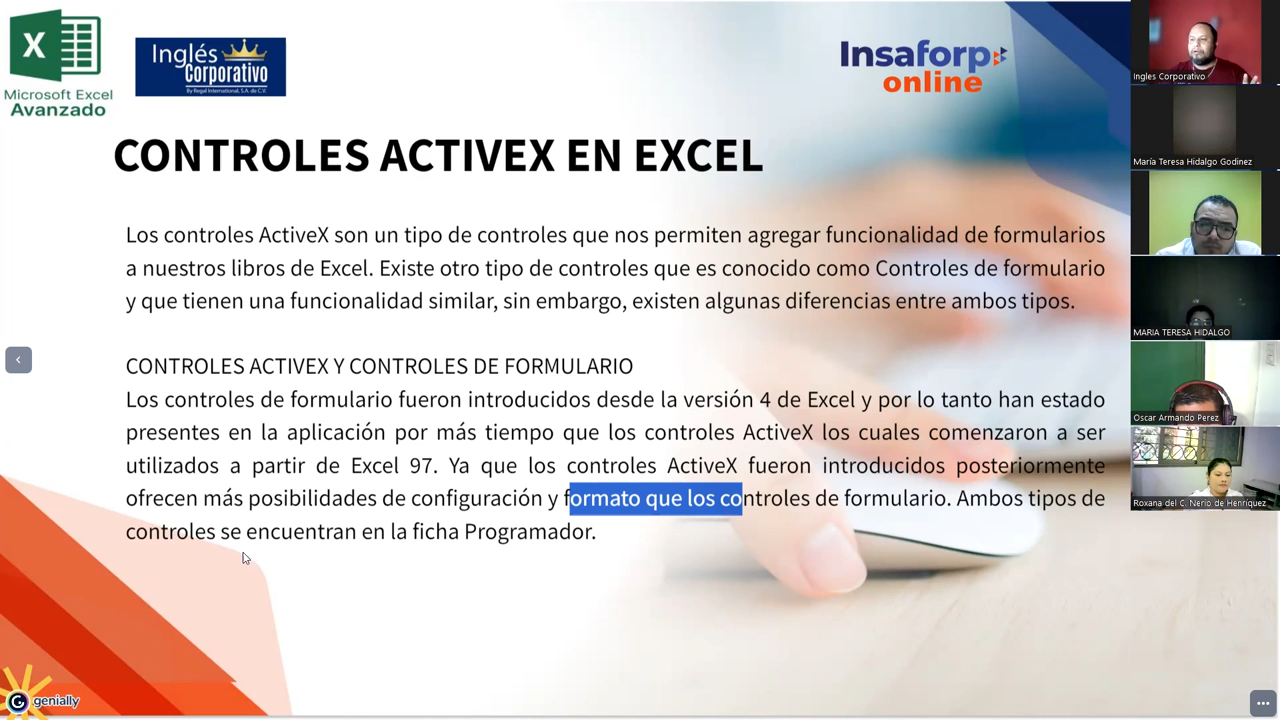 Microsoft Excel
Avanzado
Inglés
Corporativo
By Regal International, S.A. de C.V.
Insaforp
online
CONTROLES ACTIVEX EN EXCEL
Los controles ActiveX son un tipo de controles que nos permiten agregar funcionalidad de formularios
a nuestros libros de Excel. Existe otro tipo de controles que es conocido como Controles de formulario
y que tienen una funcionalidad similar, sin embargo, existen algunas diferencias entre ambos tipos.
CONTROLES ACTIVEX Y CONTROLES DE FORMULARIO
Los controles de formulario fueron introducidos desde la versión 4 de Excel y por lo tanto han estado
presentes en la aplicación por más tiempo que los controles ActiveX los cuales comenzaron a ser
utilizados a partir de Excel 97. Ya que los controles ActiveX fueron introducidos posteriormente
ofrecen más posibilidades de configuración y formato que los controles de formulario. Ambos tipos de
controles se encuentran en la ficha Programador.
genially
Ingles Corporativo
María Teresa Hidalgo Godinez
MARIA TERESA HIDALGO
Oscar Armando Perez
Roxana del C. Nerio de Henríquez